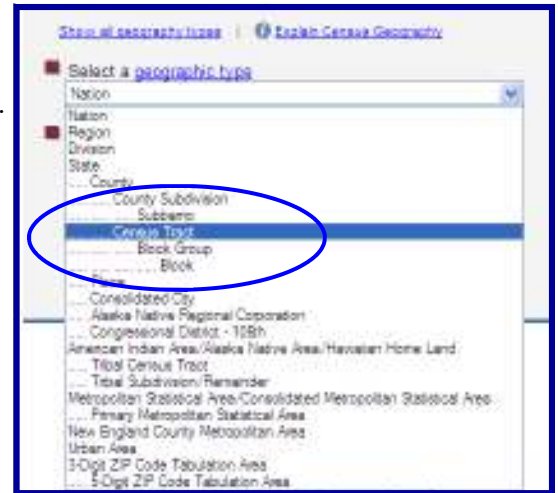 Show all geography types | Explain Census Geography
Select a geographic type
Nation
Nation
Region
Division
State
.... County
........ County Subdivision
............ Subbarrio
........ Census Tract
............ Block Group
................ Block
.... Place
.... Consolidated City
.... Alaska Native Regional Corporation
.... Congressional District - 108th
American Indian Area/Alaska Native Area/Hawaiian Home Land
.... Tribal Census Tract
.... Tribal Subdivision/Remainder
Metropolitan Statistical Area/Consolidated Metropolitan Statistical Area
.... Primary Metropolitan Statistical Area
New England County Metropolitan Area
Urban Area
3-Digit ZIP Code Tabulation Area
.... 5-Digit ZIP Code Tabulation Area